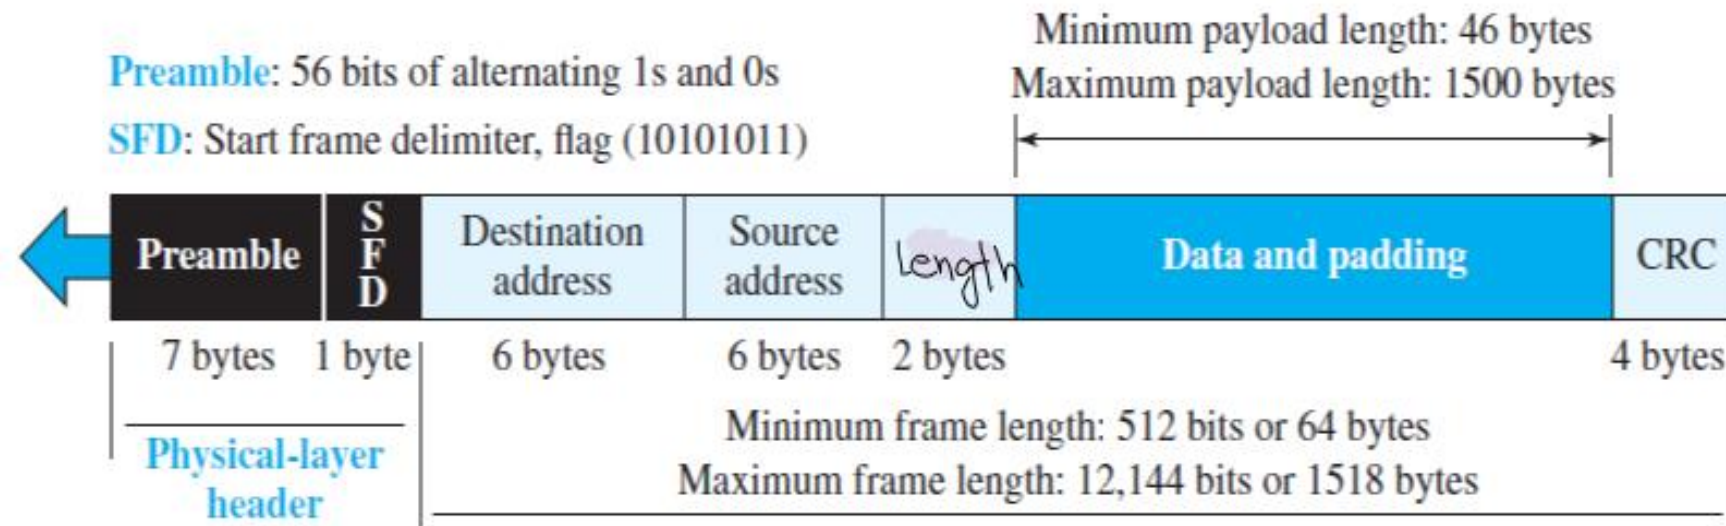 Minimum payload length: 46 bytes
Maximum payload length: 1500 bytes
Preamble: 56 bits of alternating 1s and 0s
SFD: Start frame delimiter, flag (10101011)
Preamble
S
F
D
Destination
address
Source
address
Length
Data and padding
CRC
7 bytes
1 byte
6 bytes
6 bytes
2 bytes
4 bytes
Physical-layer
header
Minimum frame length: 512 bits or 64 bytes
Maximum frame length: 12,144 bits or 1518 bytes